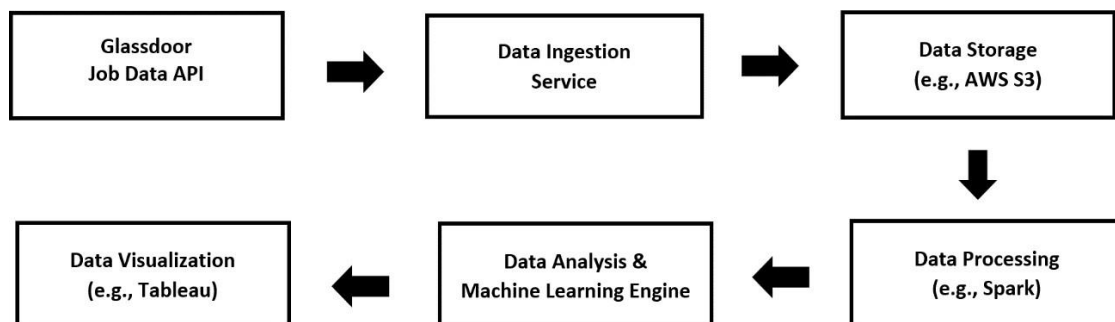 Glassdoor
Job Data API
Data Ingestion
Service
Data Storage
(e.g., AWS S3)
Data Visualization
(e.g., Tableau)
Data Analysis &
Machine Learning Engine
Data Processing
(e.g., Spark)